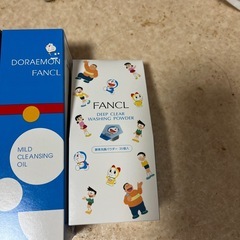 DORAEMON
FANCL
MILD
CLEANSING
OIL
FANCL
DEEP CLEAR
WASHING POWDER